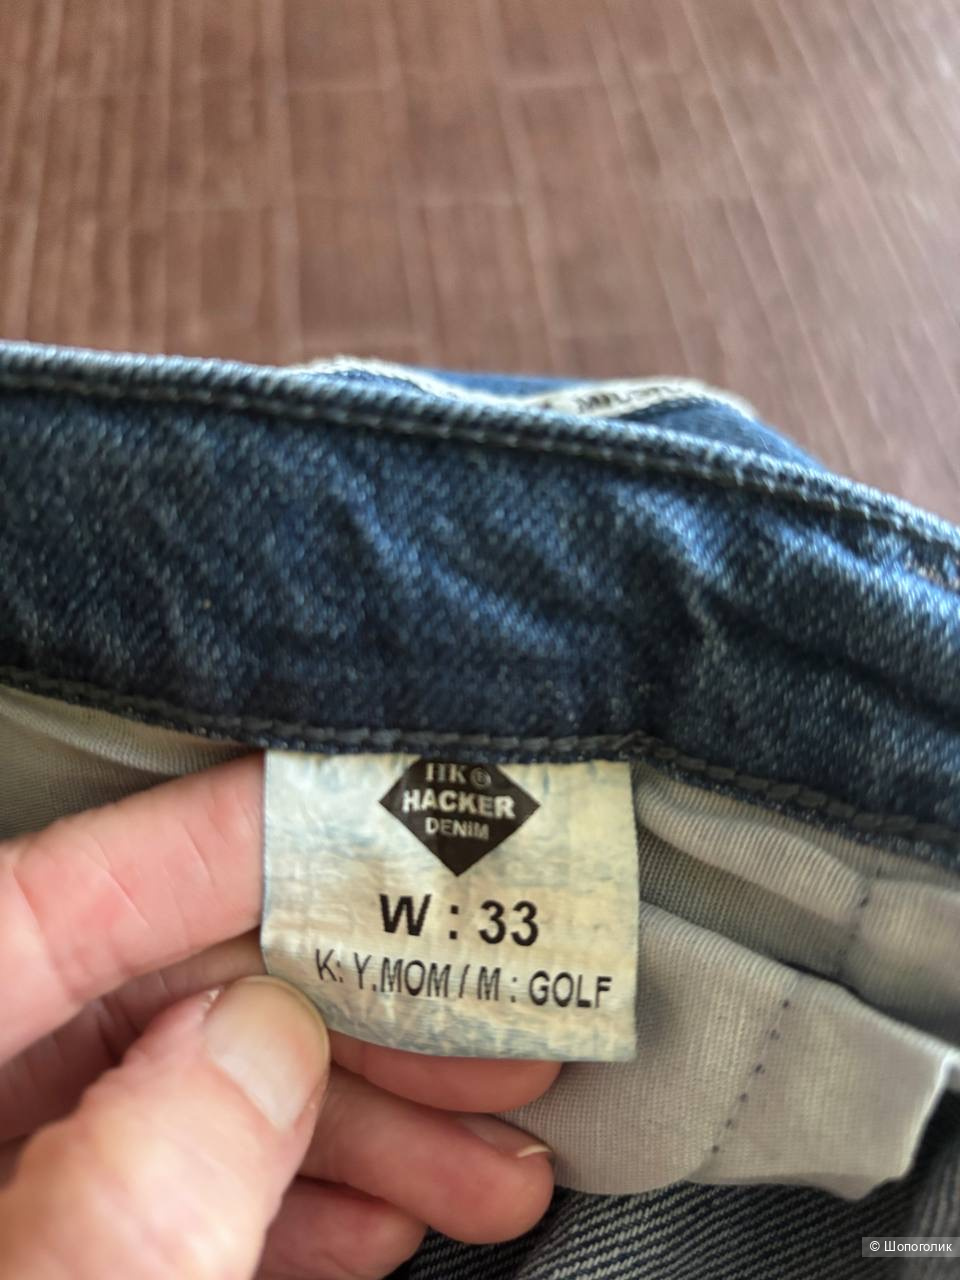 HK®
HACKER
DENIM
W : 33
K: Y.MOM / M : GOLF
© Шопоголик